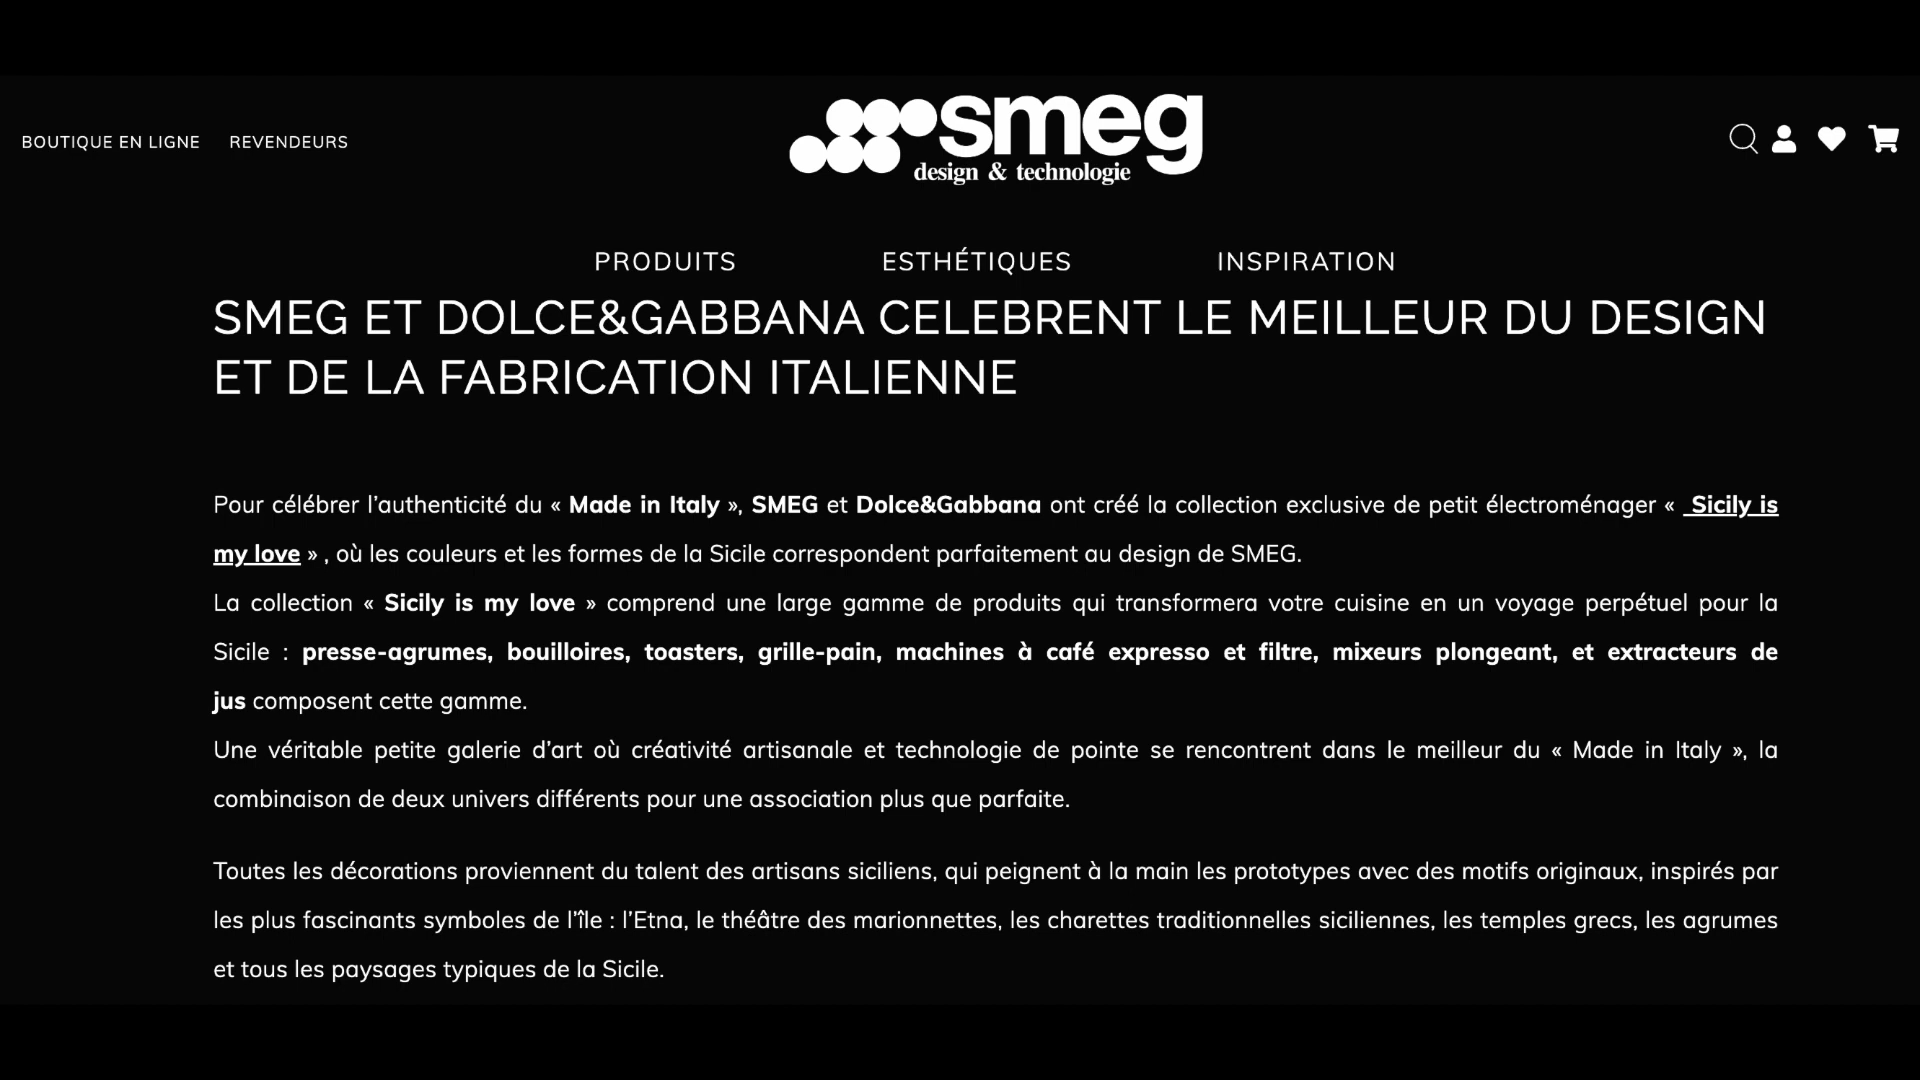 BOUTIQUE EN LIGNE REVENDEURS
smeg
design & technologie
PRODUITS ESTHÉTIQUES INSPIRATION
SMEG ET DOLCE&GABBANA CELEBRENT LE MEILLEUR DU DESIGN
ET DE LA FABRICATION ITALIENNE
Pour célébrer l’authenticité du « Made in Italy », SMEG et Dolce&Gabbana ont créé la collection exclusive de petit électroménager « Sicily is
my love » , où les couleurs et les formes de la Sicile correspondent parfaitement au design de SMEG.
La collection « Sicily is my love » comprend une large gamme de produits qui transformera votre cuisine en un voyage perpétuel pour la
Sicile : presse-agrumes, bouilloires, toasters, grille-pain, machines à café expresso et filtre, mixeurs plongeant, et extracteurs de
jus composent cette gamme.
Une véritable petite galerie d’art où créativité artisanale et technologie de pointe se rencontrent dans le meilleur du « Made in Italy », la
combinaison de deux univers différents pour une association plus que parfaite.
Toutes les décorations proviennent du talent des artisans siciliens, qui peignent à la main les prototypes avec des motifs originaux, inspirés par
les plus fascinants symboles de l’île : l’Etna, le théâtre des marionnettes, les charettes traditionnelles siciliennes, les temples grecs, les agrumes
et tous les paysages typiques de la Sicile.